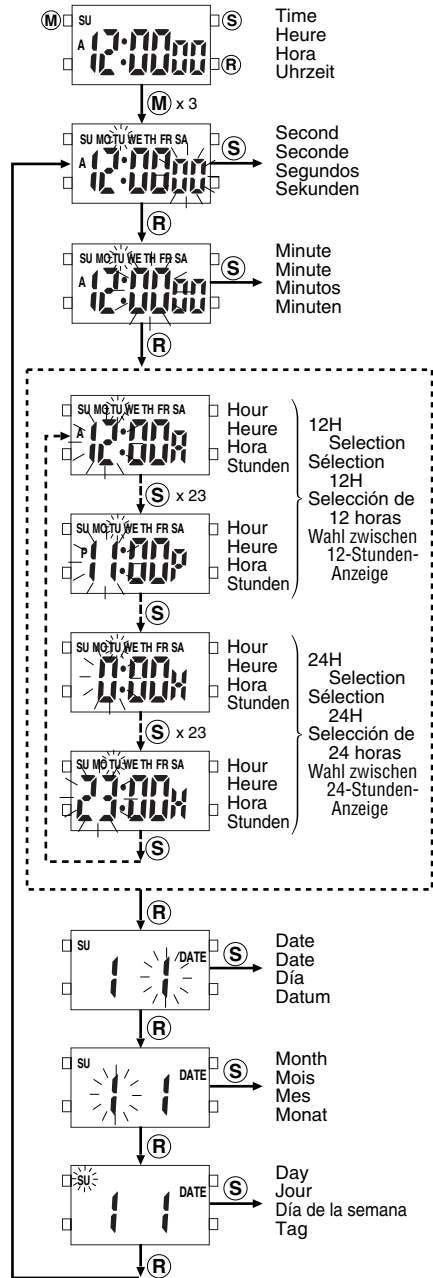 M
SU
S
A
12:00 00
R
Time
Heure
Hora
Uhrzeit
M x 3
SU MO TU WE TH FR SA
A
12:00 00
S
Second
Seconde
Segundos
Sekunden
R
SU MO TU WE TH FR SA
A
12:00 00
S
Minute
Minute
Minutos
Minuten
R
SU MO TU WE TH FR SA
A
12:00A
Hour
Heure
Hora
Stunden
S x 23
SU MO TU WE TH FR SA
P
11:00P
Hour
Heure
Hora
Stunden
12H
Selection
Sélection
12H
Selección de
12 horas
Wahl zwischen
12-Stunden-
Anzeige
S
SU MO TU WE TH FR SA
0:00H
Hour
Heure
Hora
Stunden
S x 23
SU MO TU WE TH FR SA
23:00H
Hour
Heure
Hora
Stunden
24H
Selection
Sélection
24H
Selección de
24 horas
Wahl zwischen
24-Stunden-
Anzeige
S
R
SU
DATE
1 1
S
Date
Date
Día
Datum
R
SU
DATE
1 1
S
Month
Mois
Mes
Monat
R
SU
DATE
1 1
S
Day
Jour
Día de la semana
Tag
R